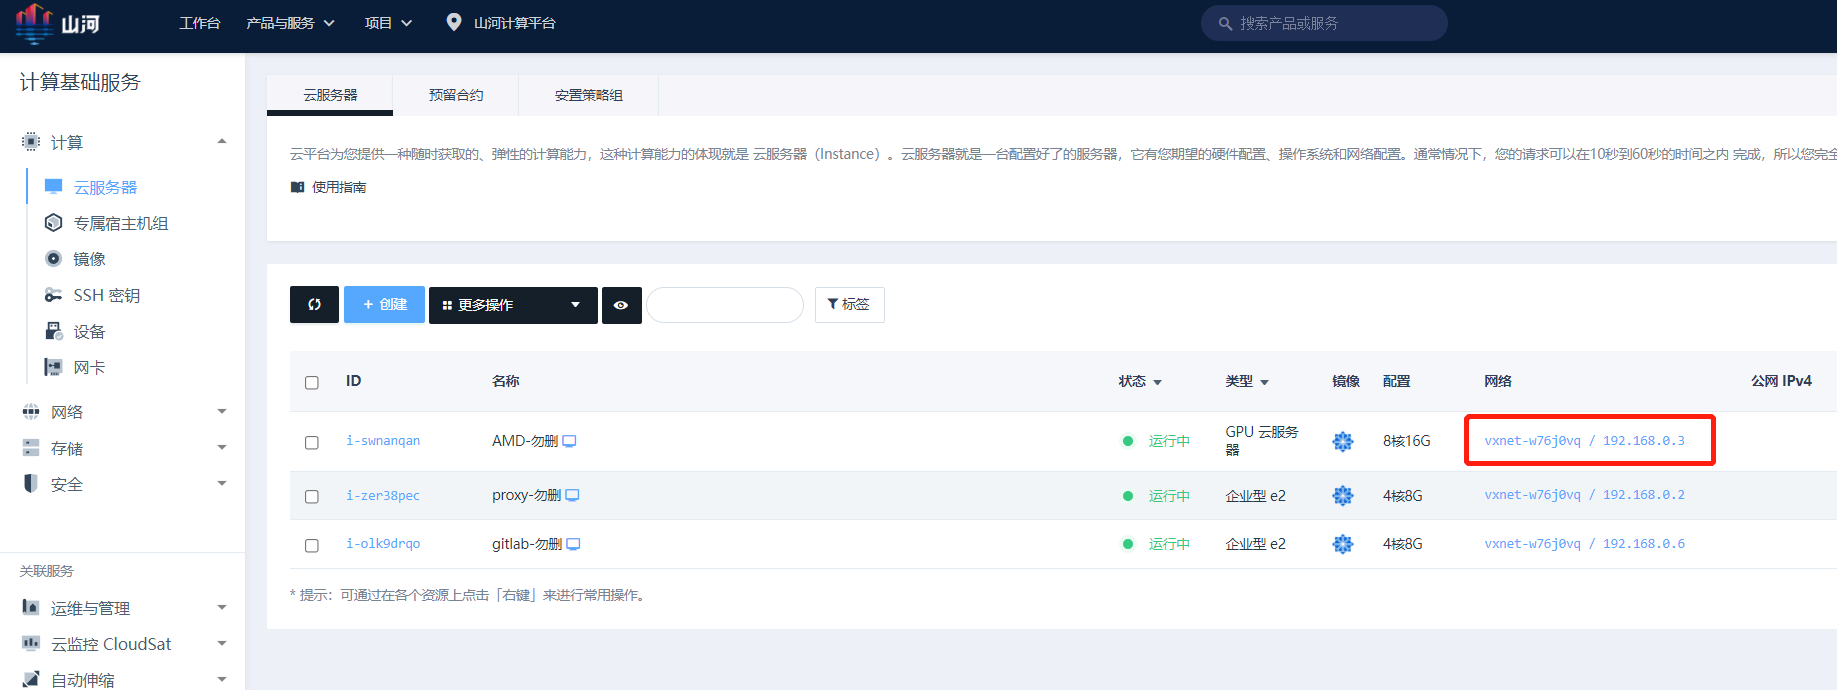 山河
工作台
产品与服务
项目
山河计算平台
搜索产品或服务
计算基础服务
计算
云服务器
专属宿主机组
镜像
SSH 密钥
设备
网卡
网络
存储
安全
关联服务
运维与管理
云监控 CloudSat
自动伸缩
云服务器
预留合约
安置策略组
云平台为您提供一种随时获取的、弹性的计算能力，这种计算能力的体现就是 云服务器（Instance）。云服务器就是一台配置好了的服务器，它有您期望的硬件配置、操作系统和网络配置。通常情况下，您的请求可以在10秒到60秒的时间之内 完成，所以您完全
使用指南
+ 创建
更多操作
标签
ID 名称 状态 类型 镜像 配置 网络 公网 IPv4
i-swnanqan AMD-勿删 运行中 GPU 云服务器 8核16G vxnet-w76j0vq / 192.168.0.3
i-zer38pec proxy-勿删 运行中 企业型 e2 4核8G vxnet-w76j0vq / 192.168.0.2
i-olk9drqo gitlab-勿删 运行中 企业型 e2 4核8G vxnet-w76j0vq / 192.168.0.6
* 提示：可通过在各个资源上点击「右键」来进行常用操作。